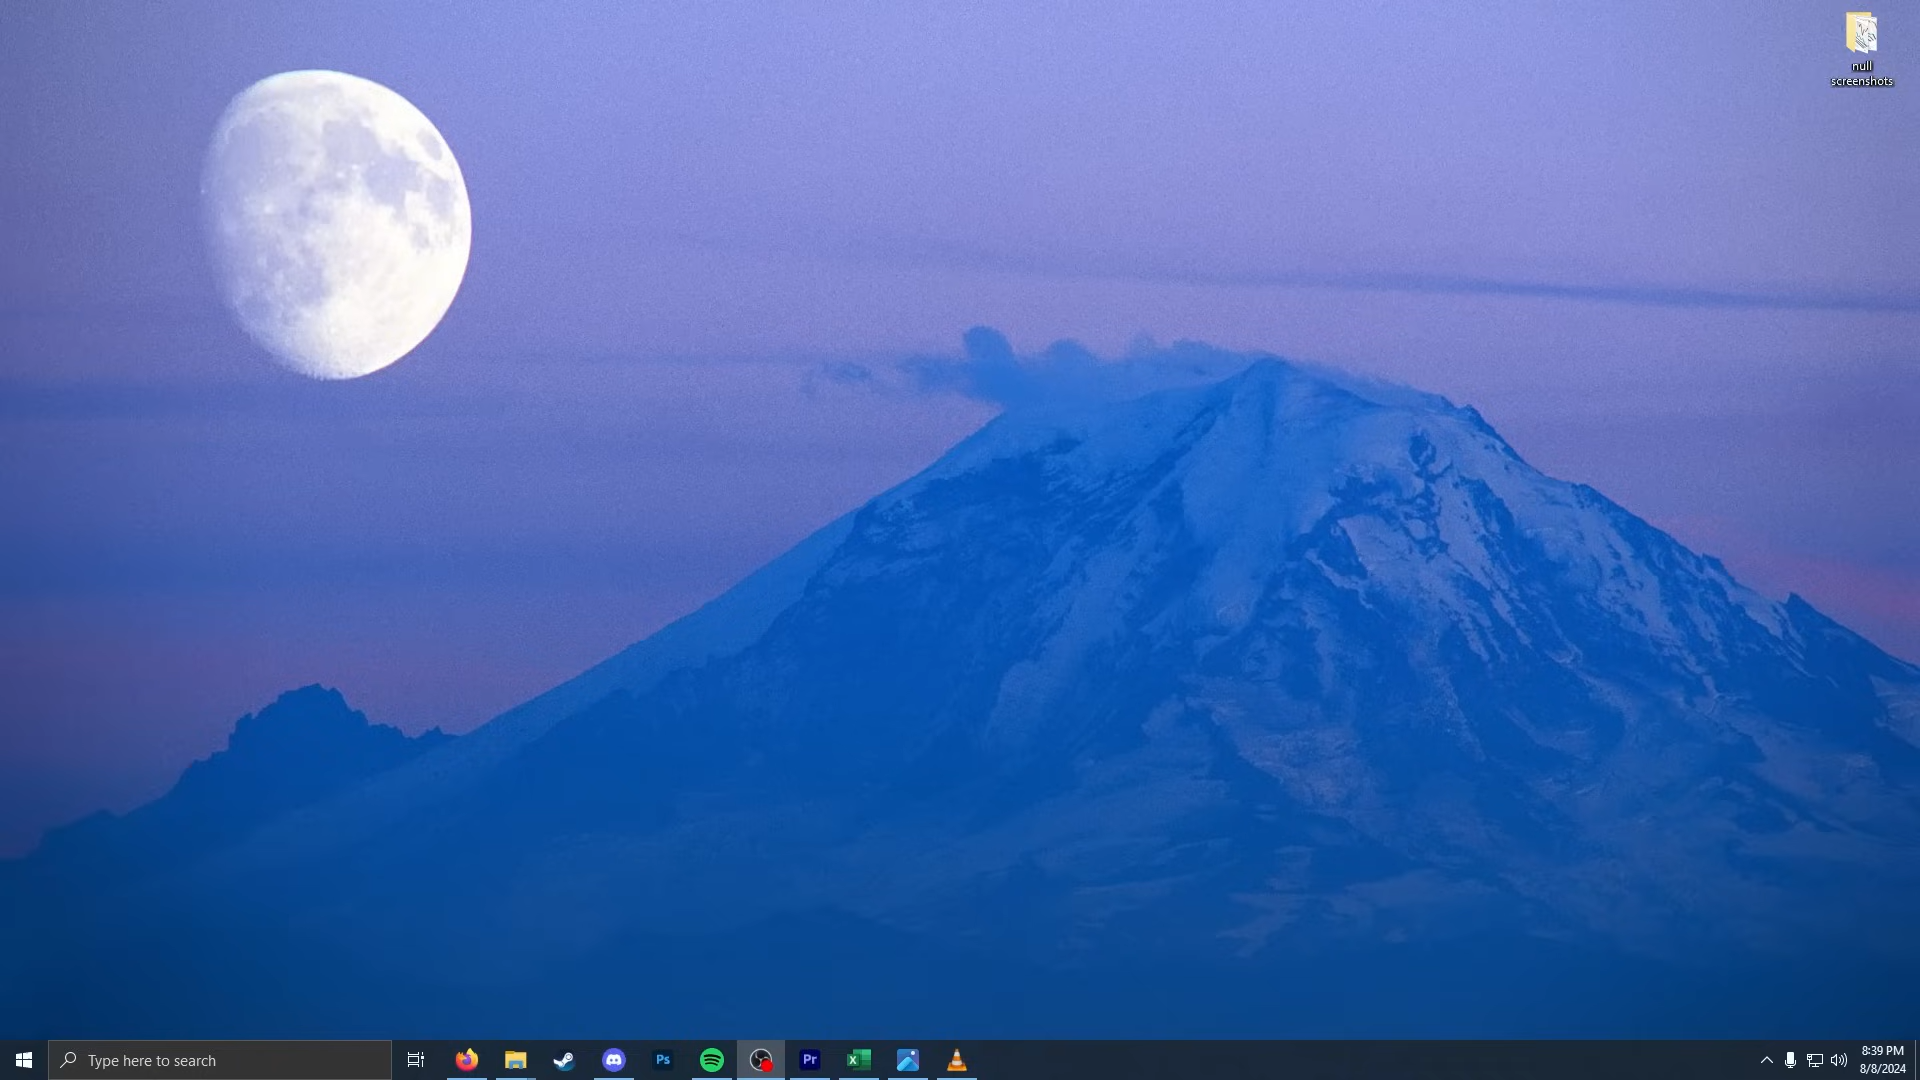 null
screenshots
Type here to search
Ps
Pr
X
8:39 PM
8/8/2024